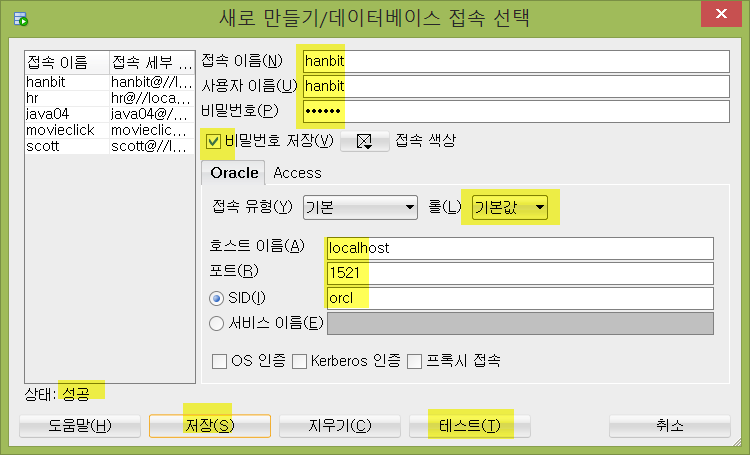 새로 만들기/데이터베이스 접속 선택
접속 이름 접속 세부 ...
hanbit hanbit@//l...
hr hr@//loca...
java04 java04@/...
movieclick movieclic...
scott scott@//l...
접속 이름(N) hanbit
사용자 이름(U) hanbit
비밀번호(P) ••••••
비밀번호 저장(V) 접속 색상
Oracle Access
접속 유형(Y) 기본 롤(L) 기본값
호스트 이름(A) localhost
포트(R) 1521
SID(I) orcl
서비스 이름(E)
OS 인증 Kerberos 인증 프록시 접속
상태: 성공
도움말(H) 저장(S) 지우기(C) 테스트(T) 취소